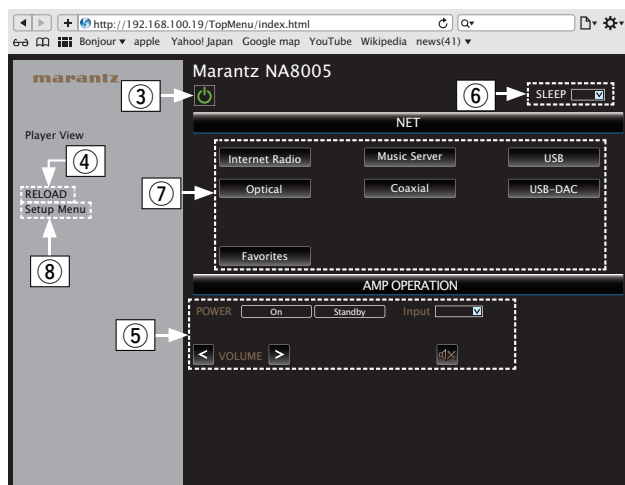 http://192.168.100.19/TopMenu/index.html
Bonjour ▼ apple Yahoo! Japan Google map YouTube Wikipedia news(41) ▼
marantz
Marantz NA8005
③
⑥
SLEEP
NET
Player View
④
Internet Radio Music Server USB
⑦
Optical Coaxial USB-DAC
RELOAD
Setup Menu
⑧
Favorites
AMP OPERATION
POWER On Standby Input
⑤
< VOLUME >